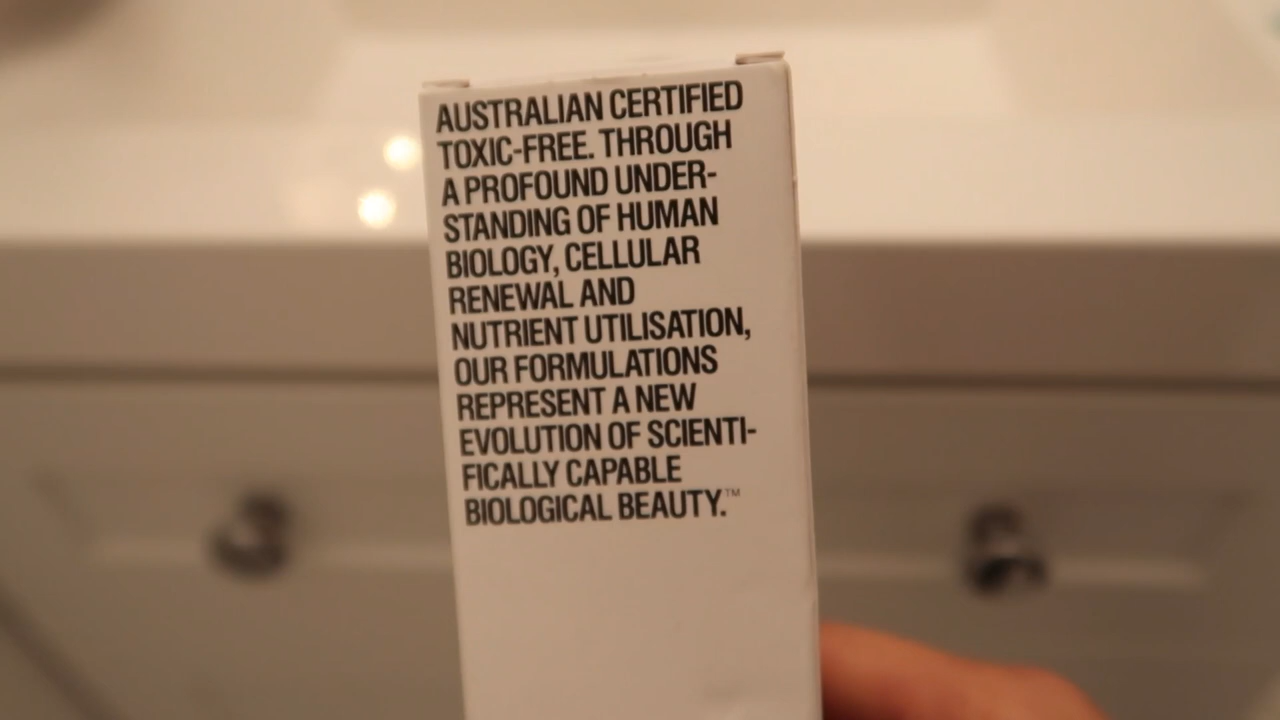 AUSTRALIAN CERTIFIED
TOXIC-FREE. THROUGH
A PROFOUND UNDER-
STANDING OF HUMAN
BIOLOGY, CELLULAR
RENEWAL AND
NUTRIENT UTILISATION,
OUR FORMULATIONS
REPRESENT A NEW
EVOLUTION OF SCIENTI-
FICALLY CAPABLE
BIOLOGICAL BEAUTY.™